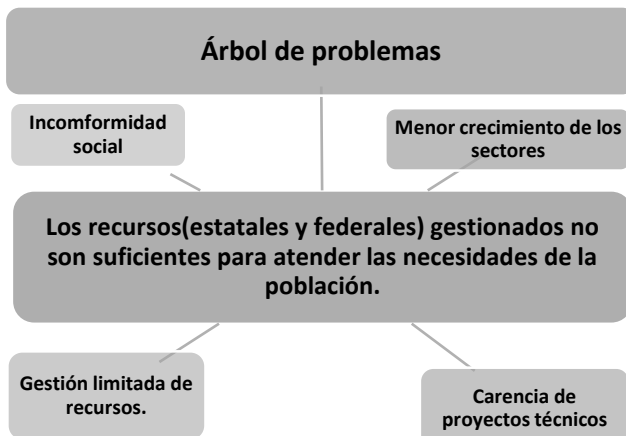 Árbol de problemas
Incomformidad
social
Menor crecimiento de los
sectores
Los recursos(estatales y federales) gestionados no
son suficientes para atender las necesidades de la
población.
Gestión limitada de
recursos.
Carencia de
proyectos técnicos